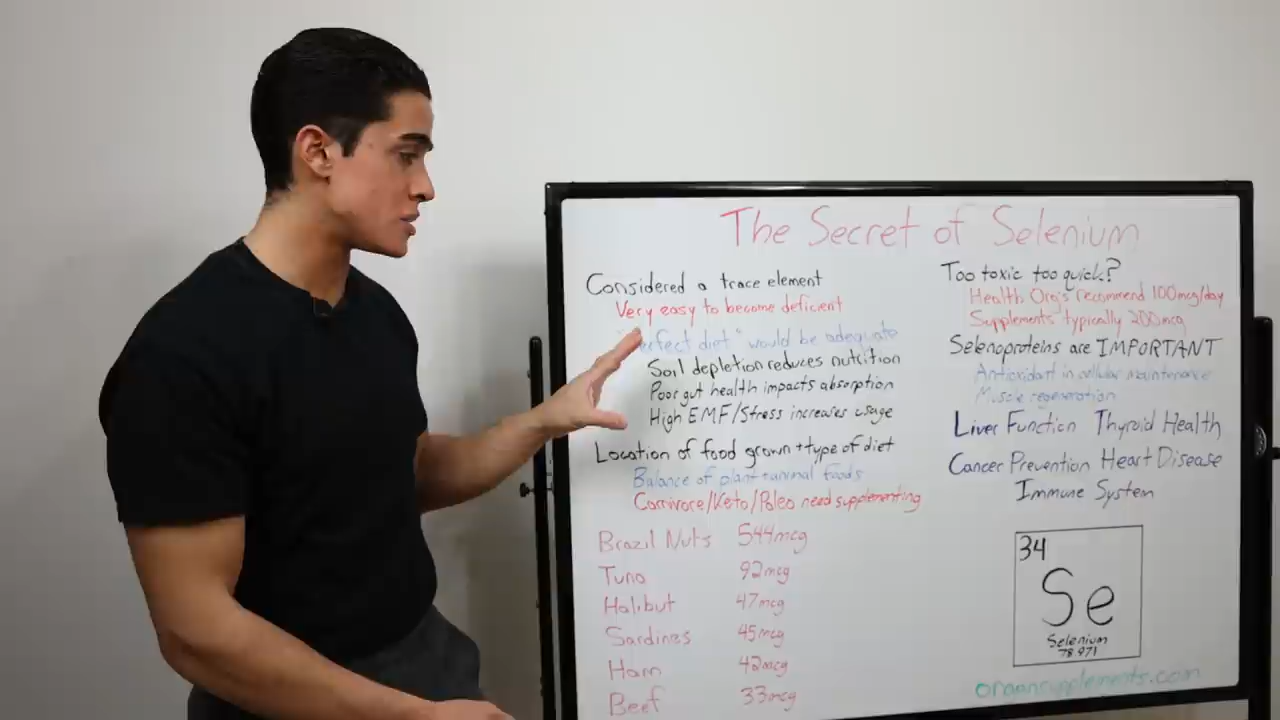 The Secret of Selenium
Considered a trace element
Very easy to become deficient
diet" would be adequate
Soil depletion reduces nutrition
Poor gut health impacts absorption
High EMF/Stress increases usage
Location of food grown + type of diet
Balance of plant + animal foods
Carnivore/Keto/Paleo need supplementing
Brazil Nuts 544mcg
Tuna 92mcg
Halibut 47mcg
Sardines 45mcg
Ham 42mcg
Beef 33mcg
Too toxic too quick?
Health Org's recommend 100mcg/day
Supplements typically 200mcg
Selenoproteins are IMPORTANT
Antioxidant in cellular maintenance
Muscle regeneration
Liver Function Thyroid Health
Cancer Prevention Heart Disease
Immune System
34
Se
Selenium
78.971
organsupplements.com